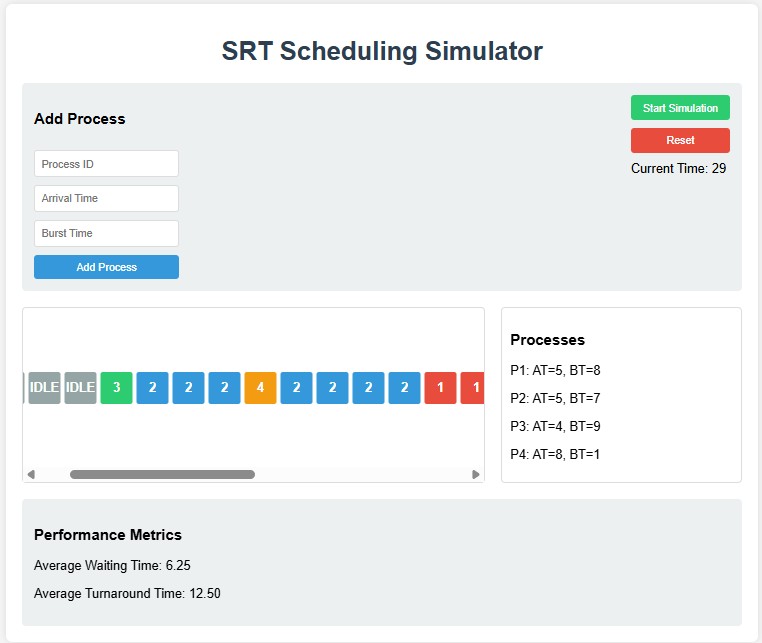 SRT Scheduling Simulator
Add Process
Process ID
Arrival Time
Burst Time
Add Process
Start Simulation
Reset
Current Time: 29
IDLE IDLE 3 2 2 2 4 2 2 2 2 1 1
Processes
P1: AT=5, BT=8
P2: AT=5, BT=7
P3: AT=4, BT=9
P4: AT=8, BT=1
Performance Metrics
Average Waiting Time: 6.25
Average Turnaround Time: 12.50